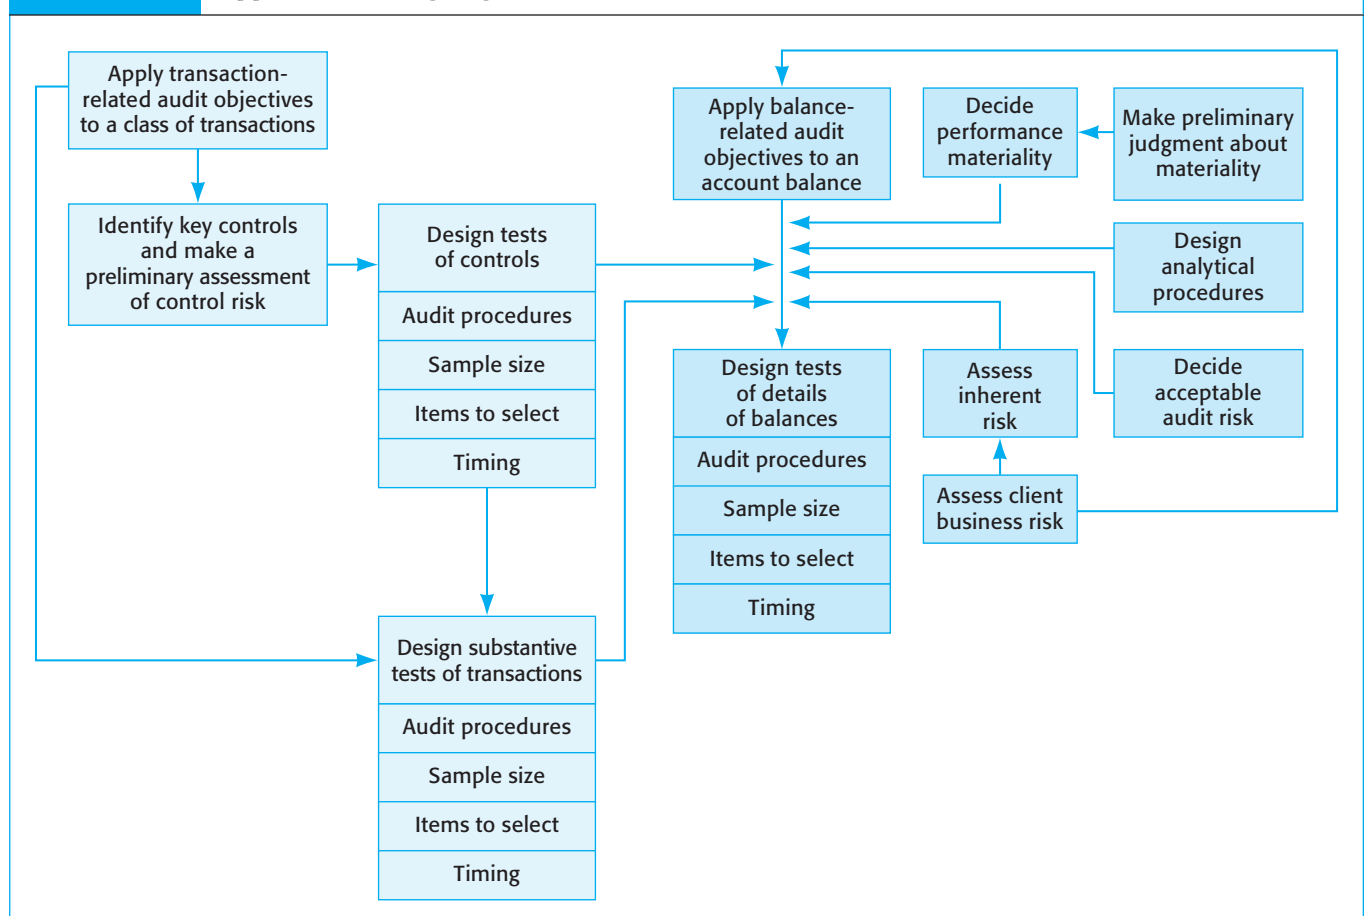 Apply transaction-
related audit objectives
to a class of transactions
Identify key controls
and make a
preliminary assessment
of control risk
Design tests
of controls
Audit procedures
Sample size
Items to select
Timing
Design substantive
tests of transactions
Audit procedures
Sample size
Items to select
Timing
Apply balance-
related audit
objectives to an
account balance
Decide
performance
materiality
Make preliminary
judgment about
materiality
Design
analytical
procedures
Design tests
of details
of balances
Audit procedures
Sample size
Items to select
Timing
Assess
inherent
risk
Decide
acceptable
audit risk
Assess client
business risk